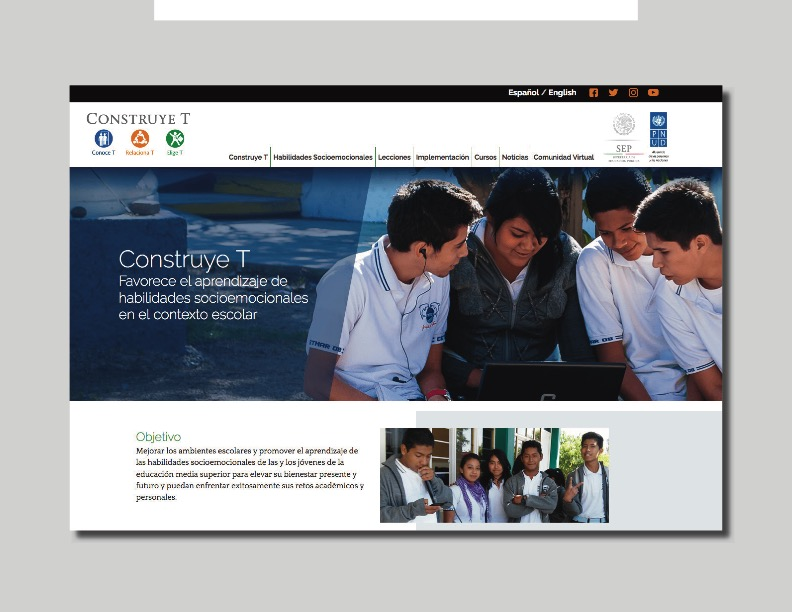 Español / English
CONSTRUYE T
Conoce T
Relaciona T
Elige T
Construye T
Habilidades Socioemocionales
Lecciones
Implementación
Cursos
Noticias
Comunidad Virtual
SEP
P N
U D
Construye T
Favorece el aprendizaje de
habilidades socioemocionales
en el contexto escolar
Objetivo
Mejorar los ambientes escolares y promover el aprendizaje de
las habilidades socioemocionales de las y los jóvenes de la
educación media superior para elevar su bienestar presente y
futuro y puedan enfrentar exitosamente sus retos académicos y
personales.